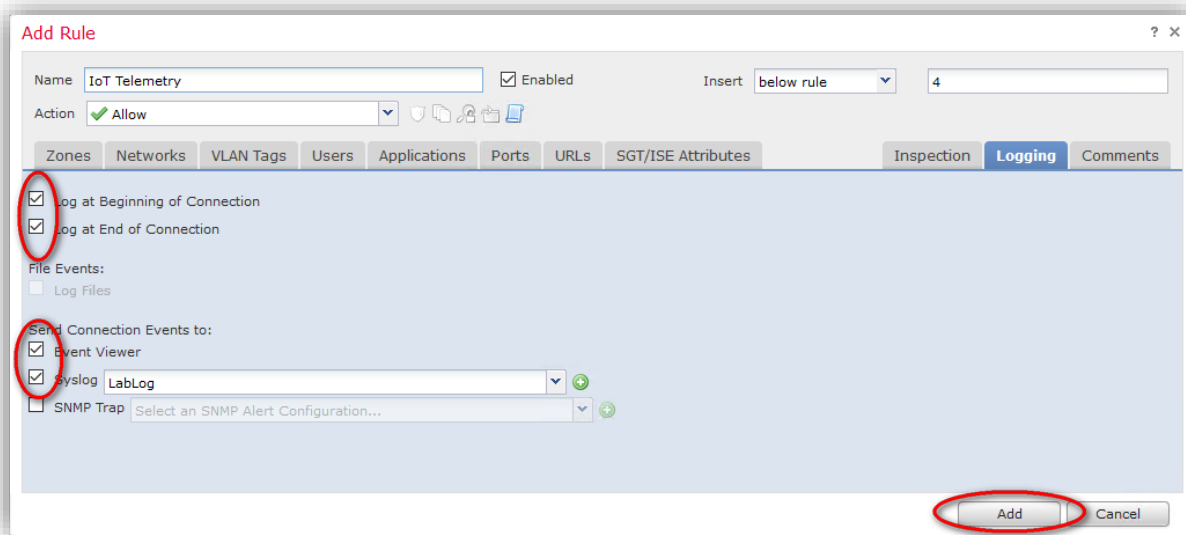 Add Rule
? ×
Name IoT Telemetry Enabled Insert below rule 4
Action Allow
Zones Networks VLAN Tags Users Applications Ports URLs SGT/ISE Attributes Inspection Logging Comments
Log at Beginning of Connection
Log at End of Connection
File Events:
Log Files
Send Connection Events to:
Event Viewer
Syslog LabLog
SNMP Trap Select an SNMP Alert Configuration...
Add Cancel